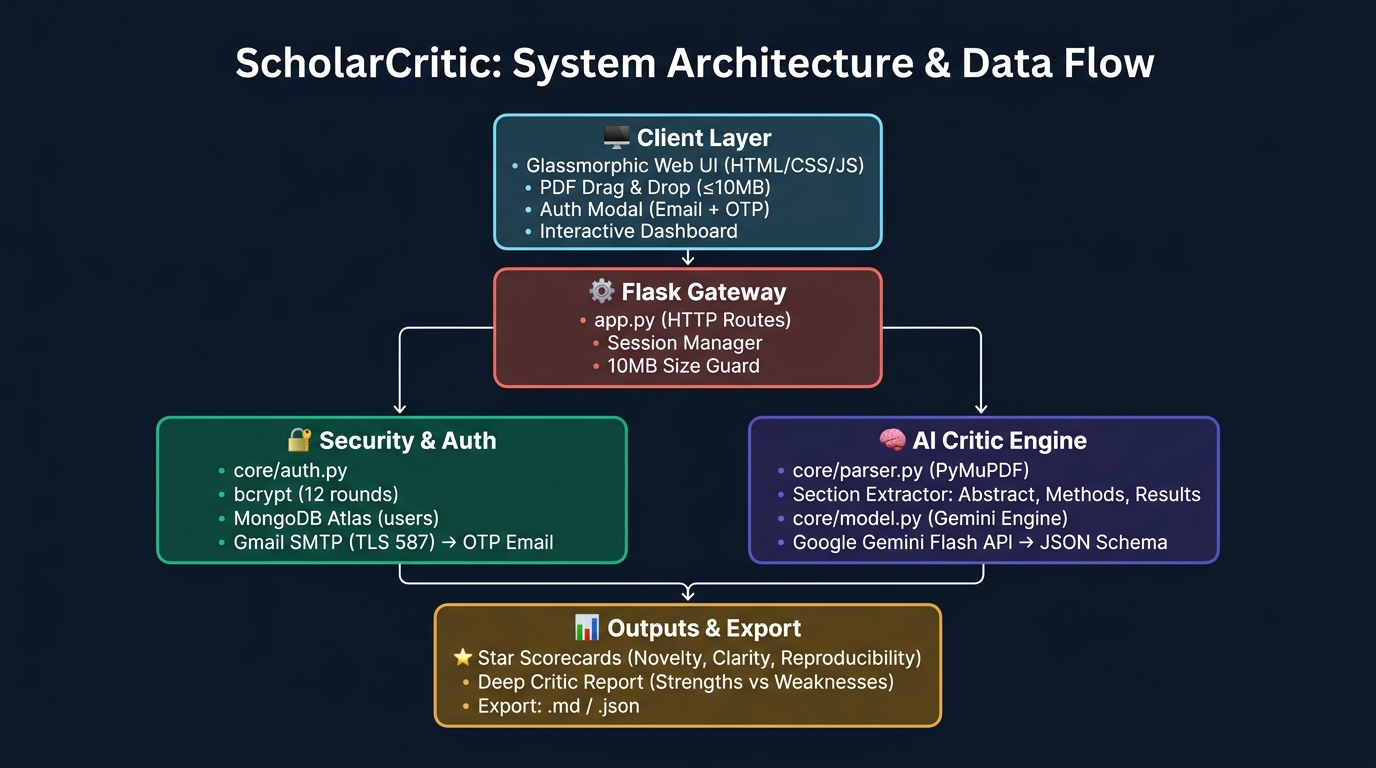 ScholarCritic: System Architecture & Data Flow
🖥️ Client Layer
• Glassmorphic Web UI (HTML/CSS/JS)
• PDF Drag & Drop (≤10MB)
• Auth Modal (Email + OTP)
• Interactive Dashboard
⚙️ Flask Gateway
• app.py (HTTP Routes)
• Session Manager
• 10MB Size Guard
🔐 Security & Auth
• core/auth.py
• bcrypt (12 rounds)
• MongoDB Atlas (users)
• Gmail SMTP (TLS 587) → OTP Email
🧠 AI Critic Engine
• core/parser.py (PyMuPDF)
• Section Extractor: Abstract, Methods, Results
• core/model.py (Gemini Engine)
• Google Gemini Flash API → JSON Schema
📊 Outputs & Export
⭐ Star Scorecards (Novelty, Clarity, Reproducibility)
• Deep Critic Report (Strengths vs Weaknesses)
• Export: .md / .json